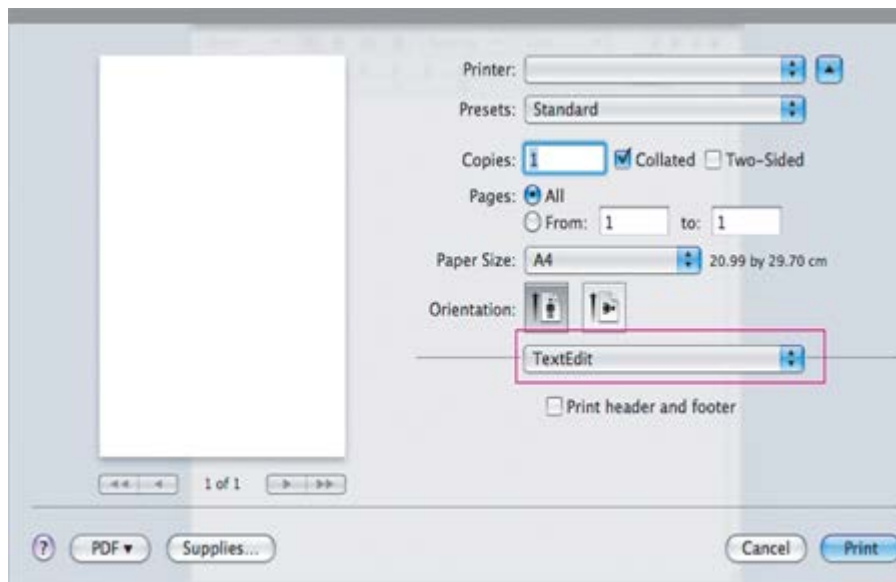 Printer:
Presets: Standard
Copies: 1 Collated Two-Sided
Pages: All
From: 1 to: 1
Paper Size: A4 20.99 by 29.70 cm
Orientation:
TextEdit
Print header and footer
1 of 1
? PDF Supplies... Cancel Print